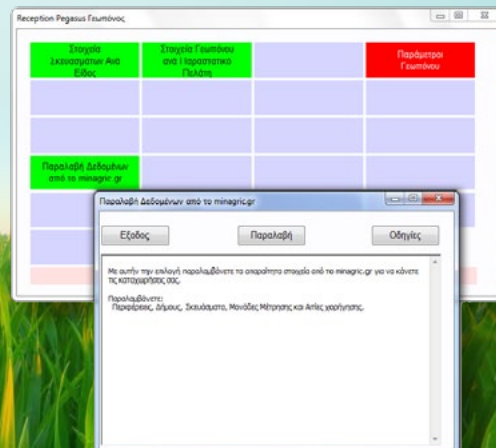 Reception Pegasus Γεωπόνος
Στοιχεία
Σκευασμάτων Ανά
Είδος
Στοιχεία Γεωπόνου
ανά Παραστατικο
Πελάτη
Παράμετροι
Γεωπόνου
Παραλαβή Δεδομένων
από το minagric.gr
Παραλαβή Δεδομένων από το minagric.gr
Εξοδος
Παραλαβή
Οδηγίες
Με αυτήν την επιλογή παραλαμβάνετε τα απαραίτητα στοιχεία από το minagric.gr για να κάνετε
τις καταχωρήσεις σας.
Παραλαμβάνετε:
Περιφέρειες, Δήμους, Σκευάσματα, Μονάδες Μέτρησης και Αιτίες χορήγησης.